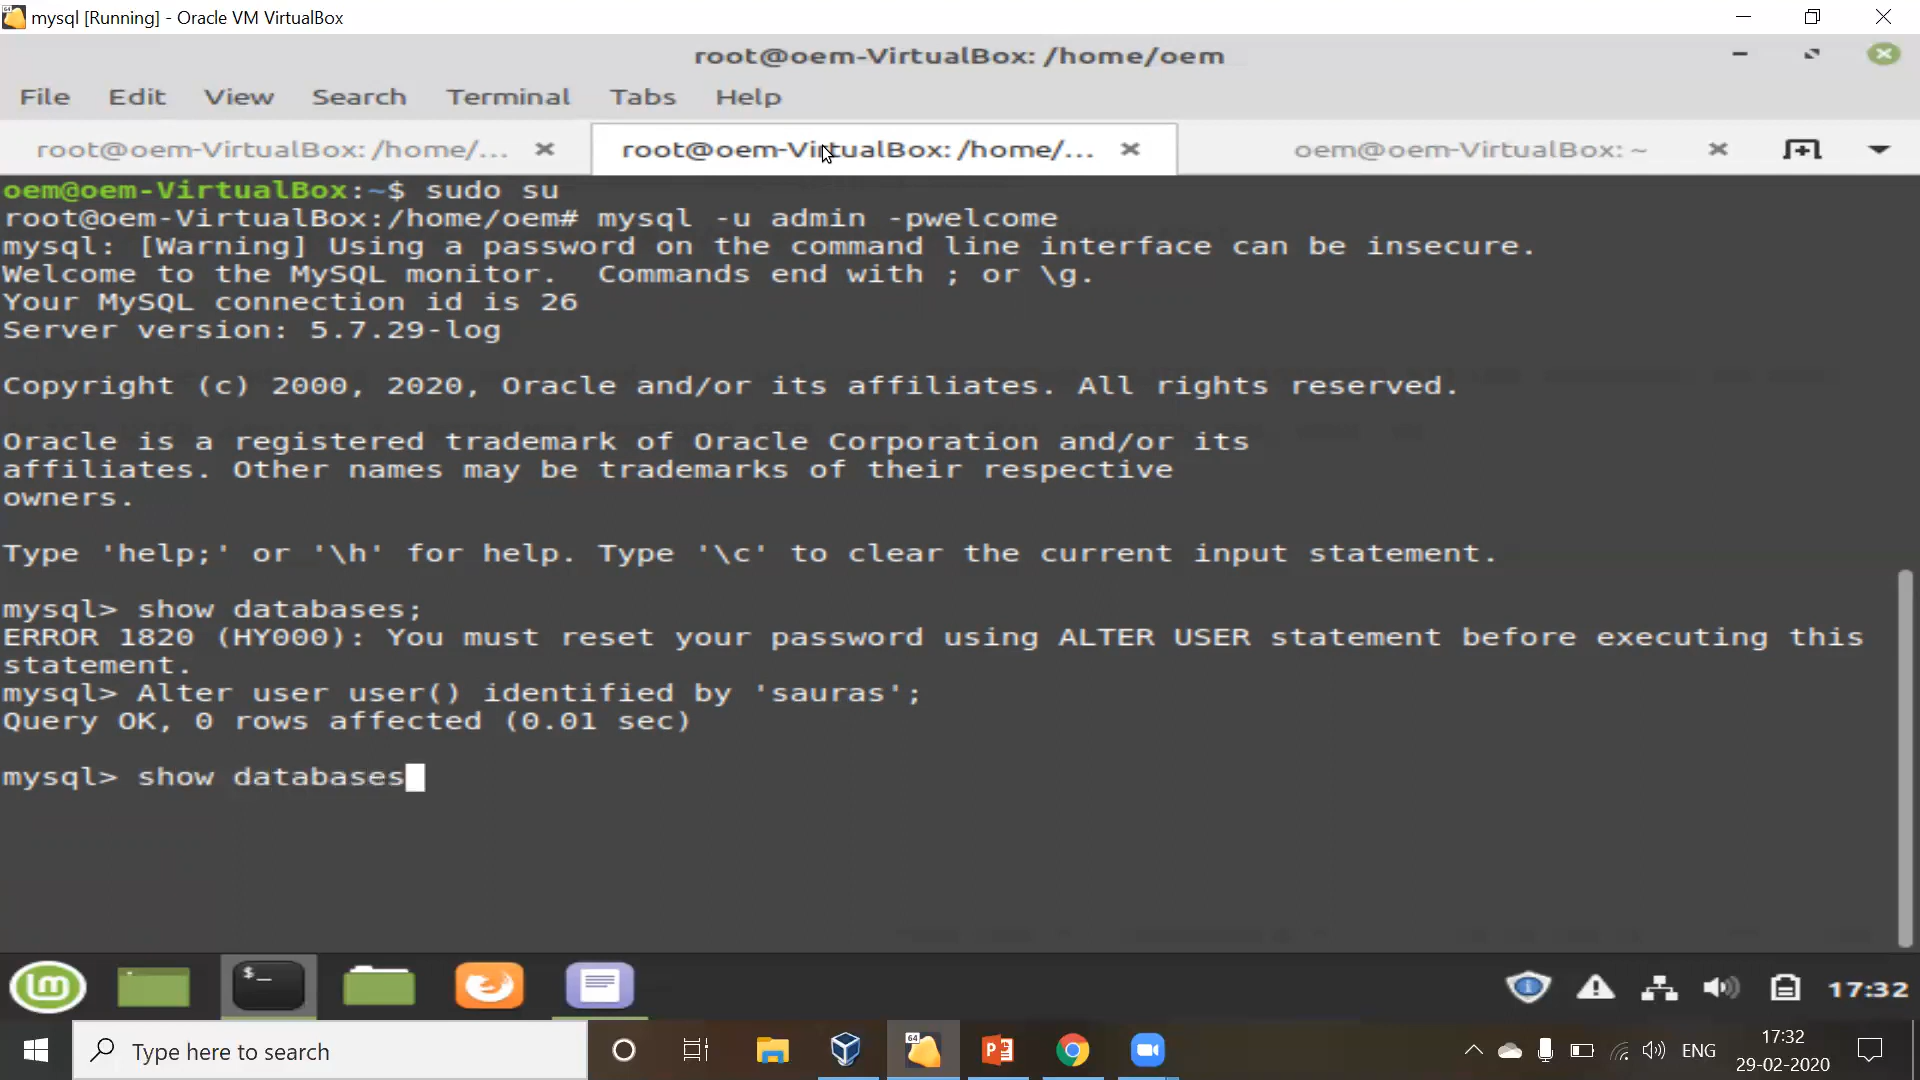 mysql [Running] - Oracle VM VirtualBox
root@oem-VirtualBox: /home/oem
File Edit View Search Terminal Tabs Help
root@oem-VirtualBox: /home/... root@oem-VirtualBox: /home/... oem@oem-VirtualBox: ~
oem@oem-VirtualBox:~$ sudo su
root@oem-VirtualBox:/home/oem# mysql -u admin -pwelcome
mysql: [Warning] Using a password on the command line interface can be insecure.
Welcome to the MySQL monitor.  Commands end with ; or \g.
Your MySQL connection id is 26
Server version: 5.7.29-log
Copyright (c) 2000, 2020, Oracle and/or its affiliates. All rights reserved.
Oracle is a registered trademark of Oracle Corporation and/or its
affiliates. Other names may be trademarks of their respective
owners.
Type 'help;' or '\h' for help. Type '\c' to clear the current input statement.
mysql> show databases;
ERROR 1820 (HY000): You must reset your password using ALTER USER statement before executing this
statement.
mysql> Alter user user() identified by 'sauras';
Query OK, 0 rows affected (0.01 sec)
mysql> show databases
17:32
Type here to search
64
ENG
17:32
29-02-2020